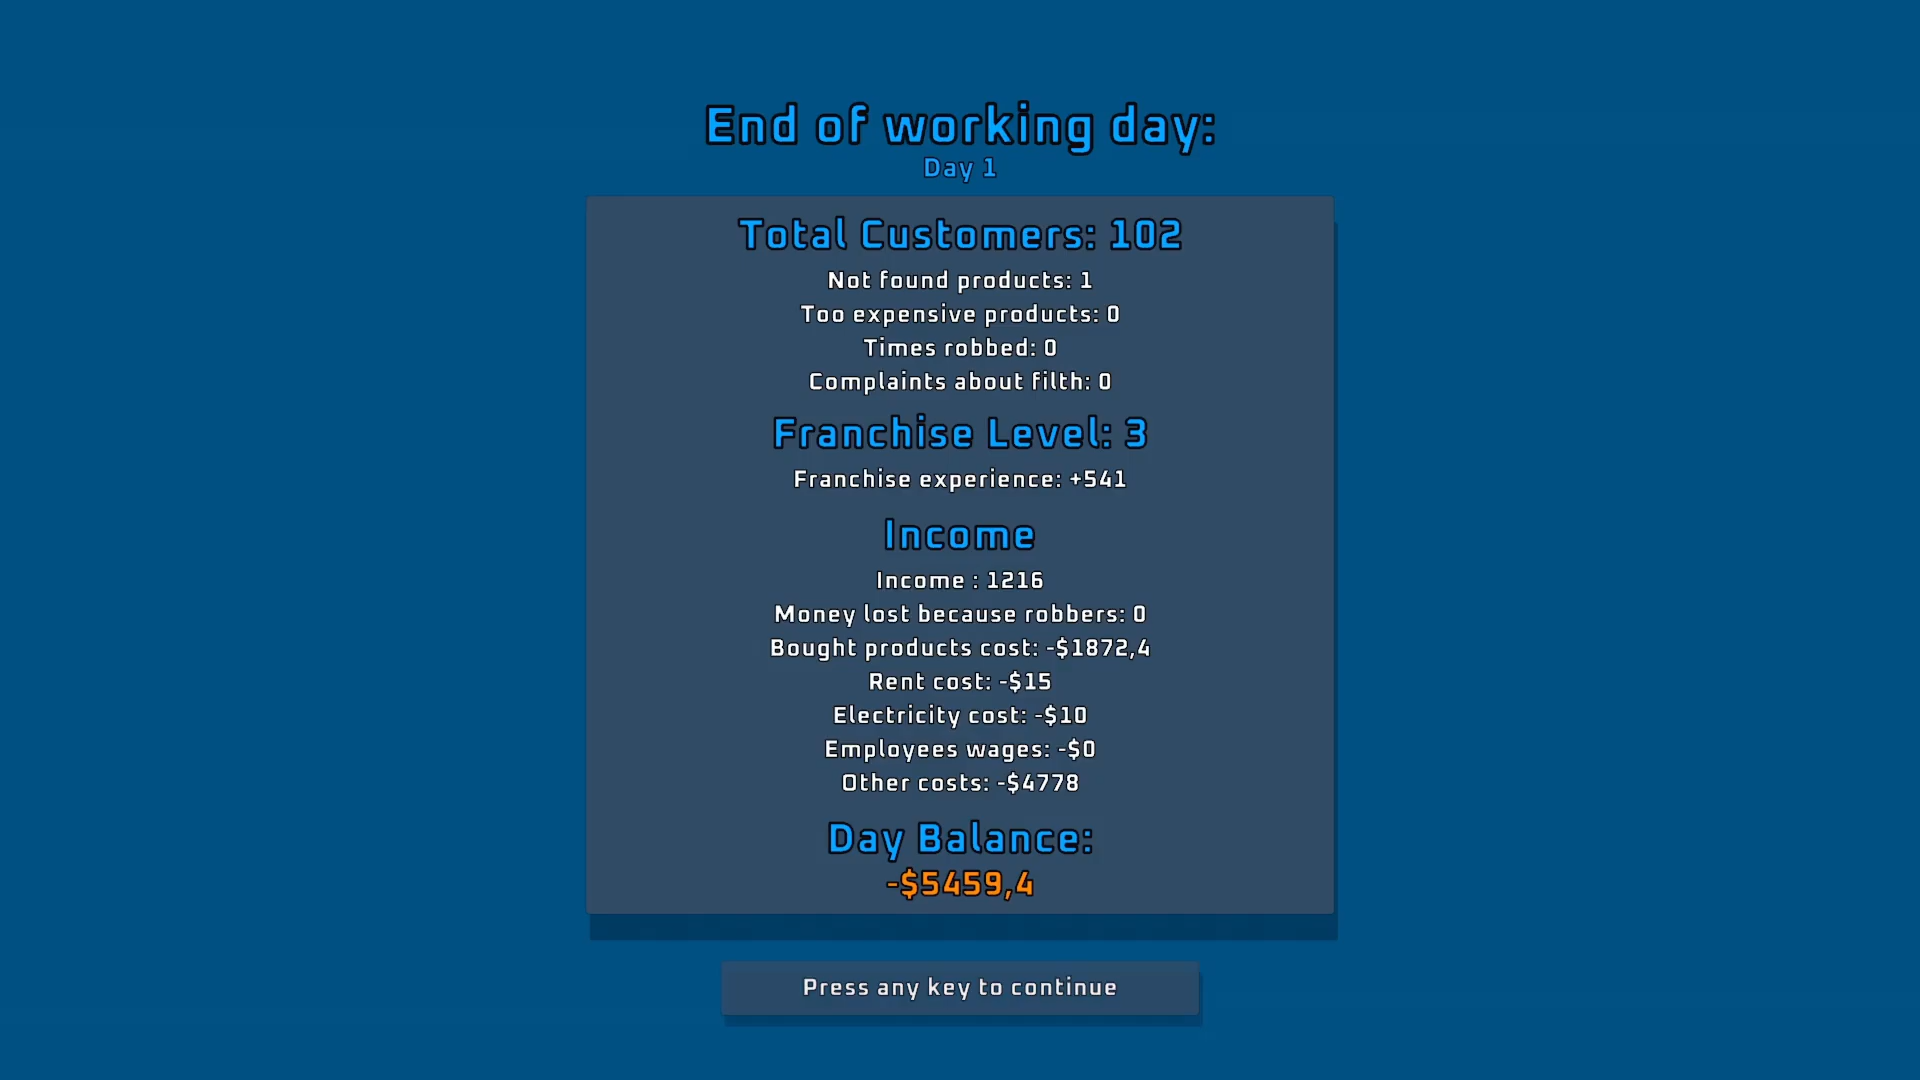 End of working day:
Day 1
Total Customers: 102
Not found products: 1
Too expensive products: 0
Times robbed: 0
Complaints about filth: 0
Franchise Level: 3
Franchise experience: +541
Income
Income : 1216
Money lost because robbers: 0
Bought products cost: -$1872,4
Rent cost: -$15
Electricity cost: -$10
Employees wages: -$0
Other costs: -$4778
Day Balance:
-$5459,4
Press any key to continue